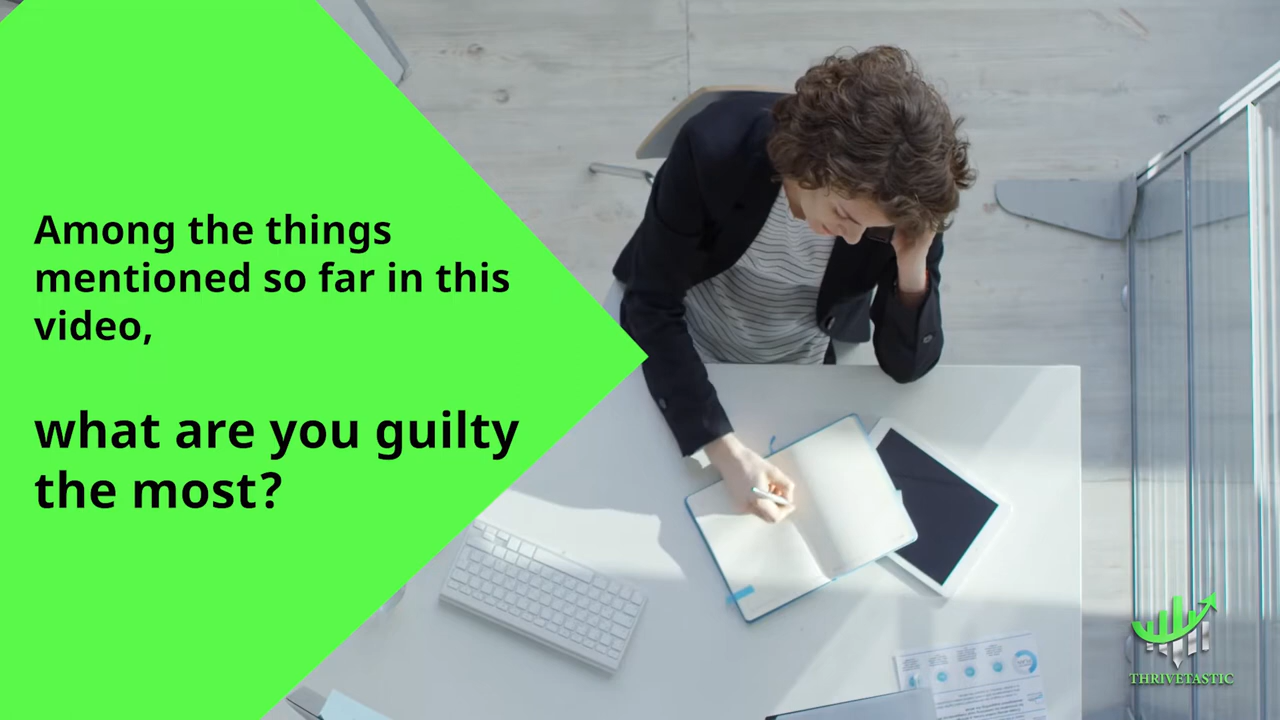 Among the things
mentioned so far in this
video,
what are you guilty
the most?
THRIVETASTIC